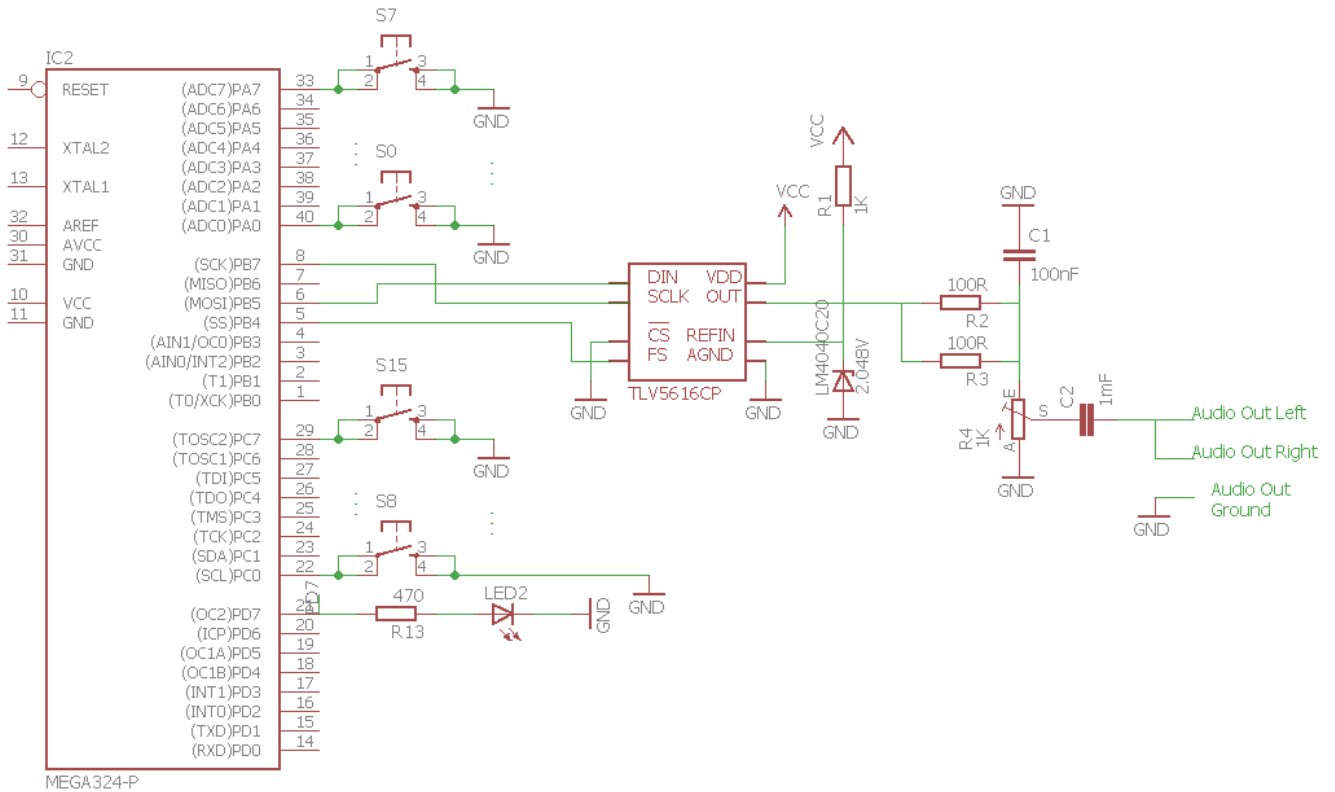 S7
IC2
1 3
2 4
9 RESET (ADC7)PA7 33
(ADC6)PA6 34
GND
(ADC5)PA5 35
12 XTAL2 (ADC4)PA4 36
VCC
S0
(ADC3)PA3 37
13 XTAL1 (ADC2)PA2 38
GND
VCC
R1
1K
1 3
2 4
(ADC1)PA1 39
32 AREF (ADC0)PA0 40
30 AVCC
GND
C1
31 GND (SCK)PB7 8
100nF
(MISO)PB6 7
DIN VDD
100R
10 VCC (MOSI)PB5 6
SCLK OUT
R2
11 GND (SS)PB4 5
(AIN1/OC0)PB3 4
CS REFIN
100R
(AIN0/INT2)PB2 3
FS AGND
R3
LM4040C20
2.048V
S15
(T1)PB1 2
TLV5616CP
(T0/XCK)PB0 1
GND
GND
GND
E
S
A
R4
1K
C2
1mF
Audio Out Left
1 3
2 4
(TOSC2)PC7 29
(TOSC1)PC6 28
Audio Out Right
GND
(TDI)PC5 27
GND
Audio Out
Ground
(TDO)PC4 26
S8
(TMS)PC3 25
GND
(TCK)PC2 24
1 3
2 4
(SDA)PC1 23
(SCL)PC0 22
GND
470
LED2
(OC2)PD7 21
GND
R13
(ICP)PD6 20
(OC1A)PD5 19
(OC1B)PD4 18
(INT1)PD3 17
(INT0)PD2 16
(TXD)PD1 15
(RXD)PD0 14
MEGA324-P